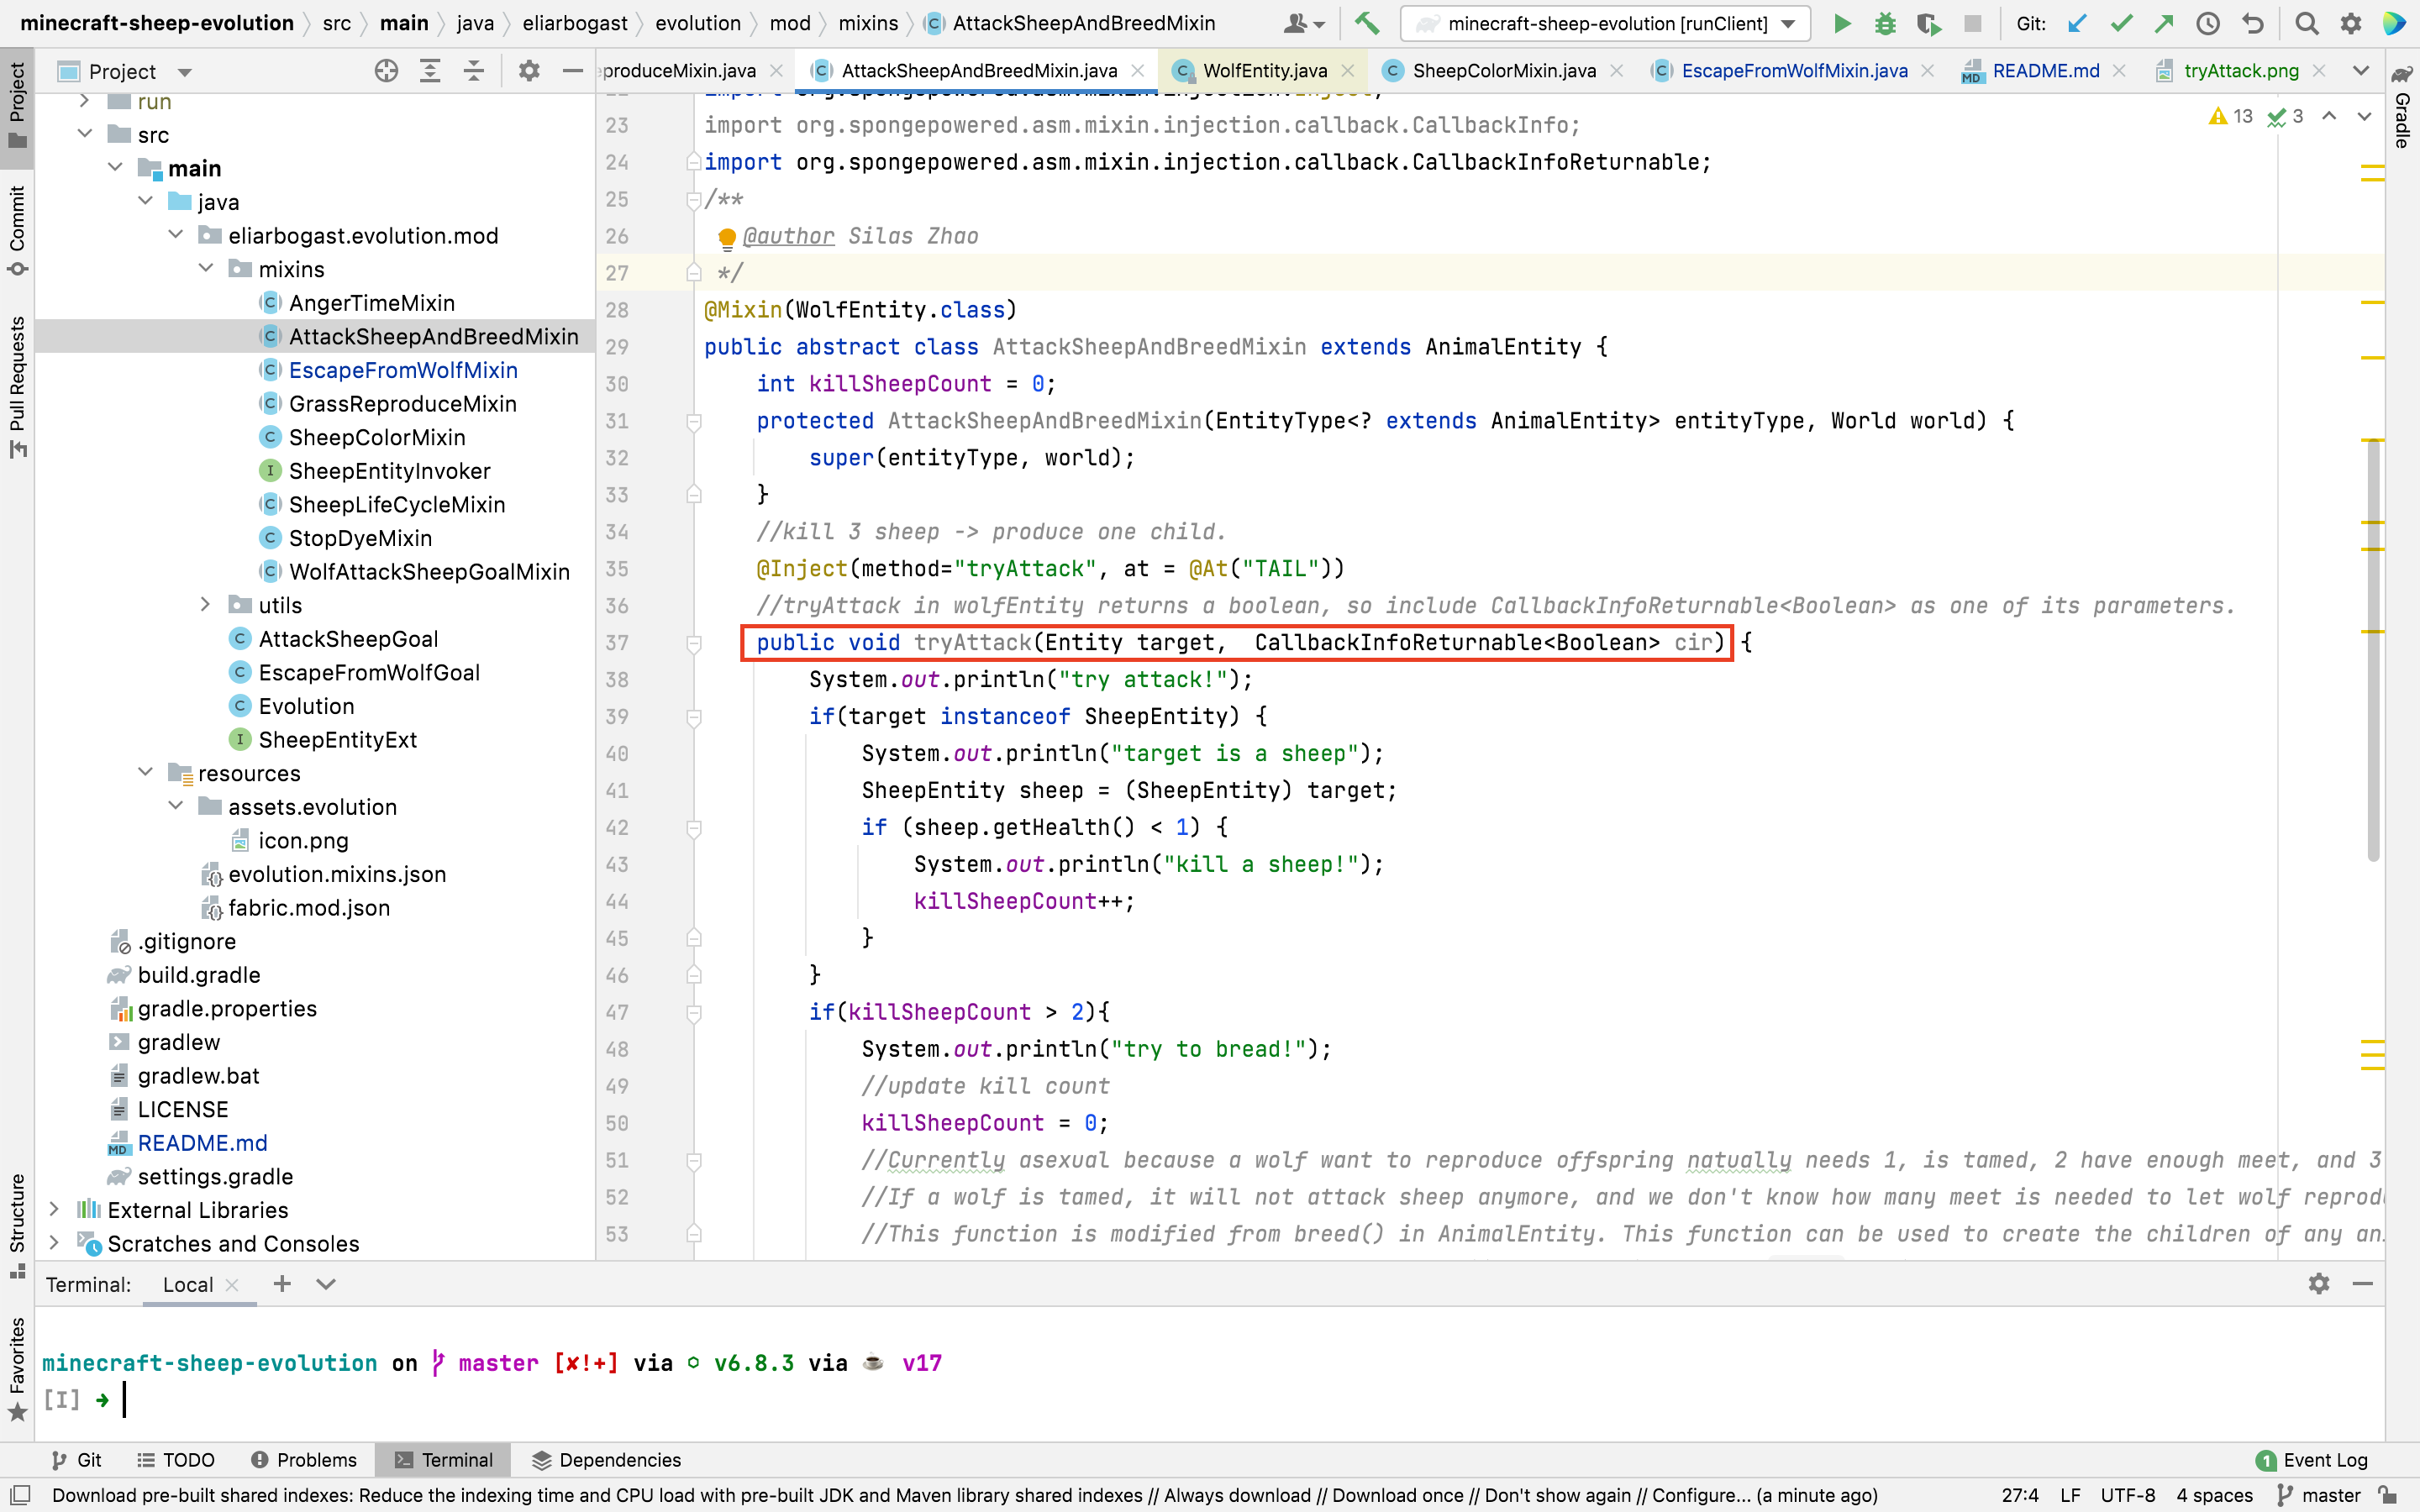 minecraft-sheep-evolution src main java eliarbogast evolution mod mixins AttackSheepAndBreedMixin
minecraft-sheep-evolution [runClient]
Git:
Project
produceMixin.java
AttackSheepAndBreedMixin.java
WolfEntity.java
SheepColorMixin.java
EscapeFromWolfMixin.java
README.md
tryAttack.png
Project
Commit
Pull Requests
Structure
Favorites
Gradle
13 3
run
src
main
java
eliarbogast.evolution.mod
mixins
AngerTimeMixin
AttackSheepAndBreedMixin
EscapeFromWolfMixin
GrassReproduceMixin
SheepColorMixin
SheepEntityInvoker
SheepLifeCycleMixin
StopDyeMixin
WolfAttackSheepGoalMixin
utils
AttackSheepGoal
EscapeFromWolfGoal
Evolution
SheepEntityExt
resources
assets.evolution
icon.png
evolution.mixins.json
fabric.mod.json
.gitignore
build.gradle
gradle.properties
gradlew
gradlew.bat
LICENSE
README.md
settings.gradle
External Libraries
Scratches and Consoles
23 import org.spongepowered.asm.mixin.injection.callback.CallbackInfo;
24 import org.spongepowered.asm.mixin.injection.callback.CallbackInfoReturnable;
25 /**
26 @author Silas Zhao
27 */
28 @Mixin(WolfEntity.class)
29 public abstract class AttackSheepAndBreedMixin extends AnimalEntity {
30 int killSheepCount = 0;
31 protected AttackSheepAndBreedMixin(EntityType<? extends AnimalEntity> entityType, World world) {
32 super(entityType, world);
33 }
34 //kill 3 sheep -> produce one child.
35 @Inject(method="tryAttack", at = @At("TAIL"))
36 //tryAttack in wolfEntity returns a boolean, so include CallbackInfoReturnable<Boolean> as one of its parameters.
37 public void tryAttack(Entity target,  CallbackInfoReturnable<Boolean> cir) {
38 System.out.println("try attack!");
39 if(target instanceof SheepEntity) {
40 System.out.println("target is a sheep");
41 SheepEntity sheep = (SheepEntity) target;
42 if (sheep.getHealth() < 1) {
43 System.out.println("kill a sheep!");
44 killSheepCount++;
45 }
46 }
47 if(killSheepCount > 2){
48 System.out.println("try to bread!");
49 //update kill count
50 killSheepCount = 0;
51 //Currently asexual because a wolf want to reproduce offspring natually needs 1, is tamed, 2 have enough meet, and 3
52 //If a wolf is tamed, it will not attack sheep anymore, and we don't know how many meet is needed to let wolf reprod
53 //This function is modified from breed() in AnimalEntity. This function can be used to create the children of any an
Terminal: Local
minecraft-sheep-evolution on master [✘!+] via v6.8.3 via ☕ v17
[I] ➜
Git TODO Problems Terminal Dependencies
1 Event Log
Download pre-built shared indexes: Reduce the indexing time and CPU load with pre-built JDK and Maven library shared indexes // Always download // Download once // Don't show again // Configure... (a minute ago)
27:4 LF UTF-8 4 spaces master